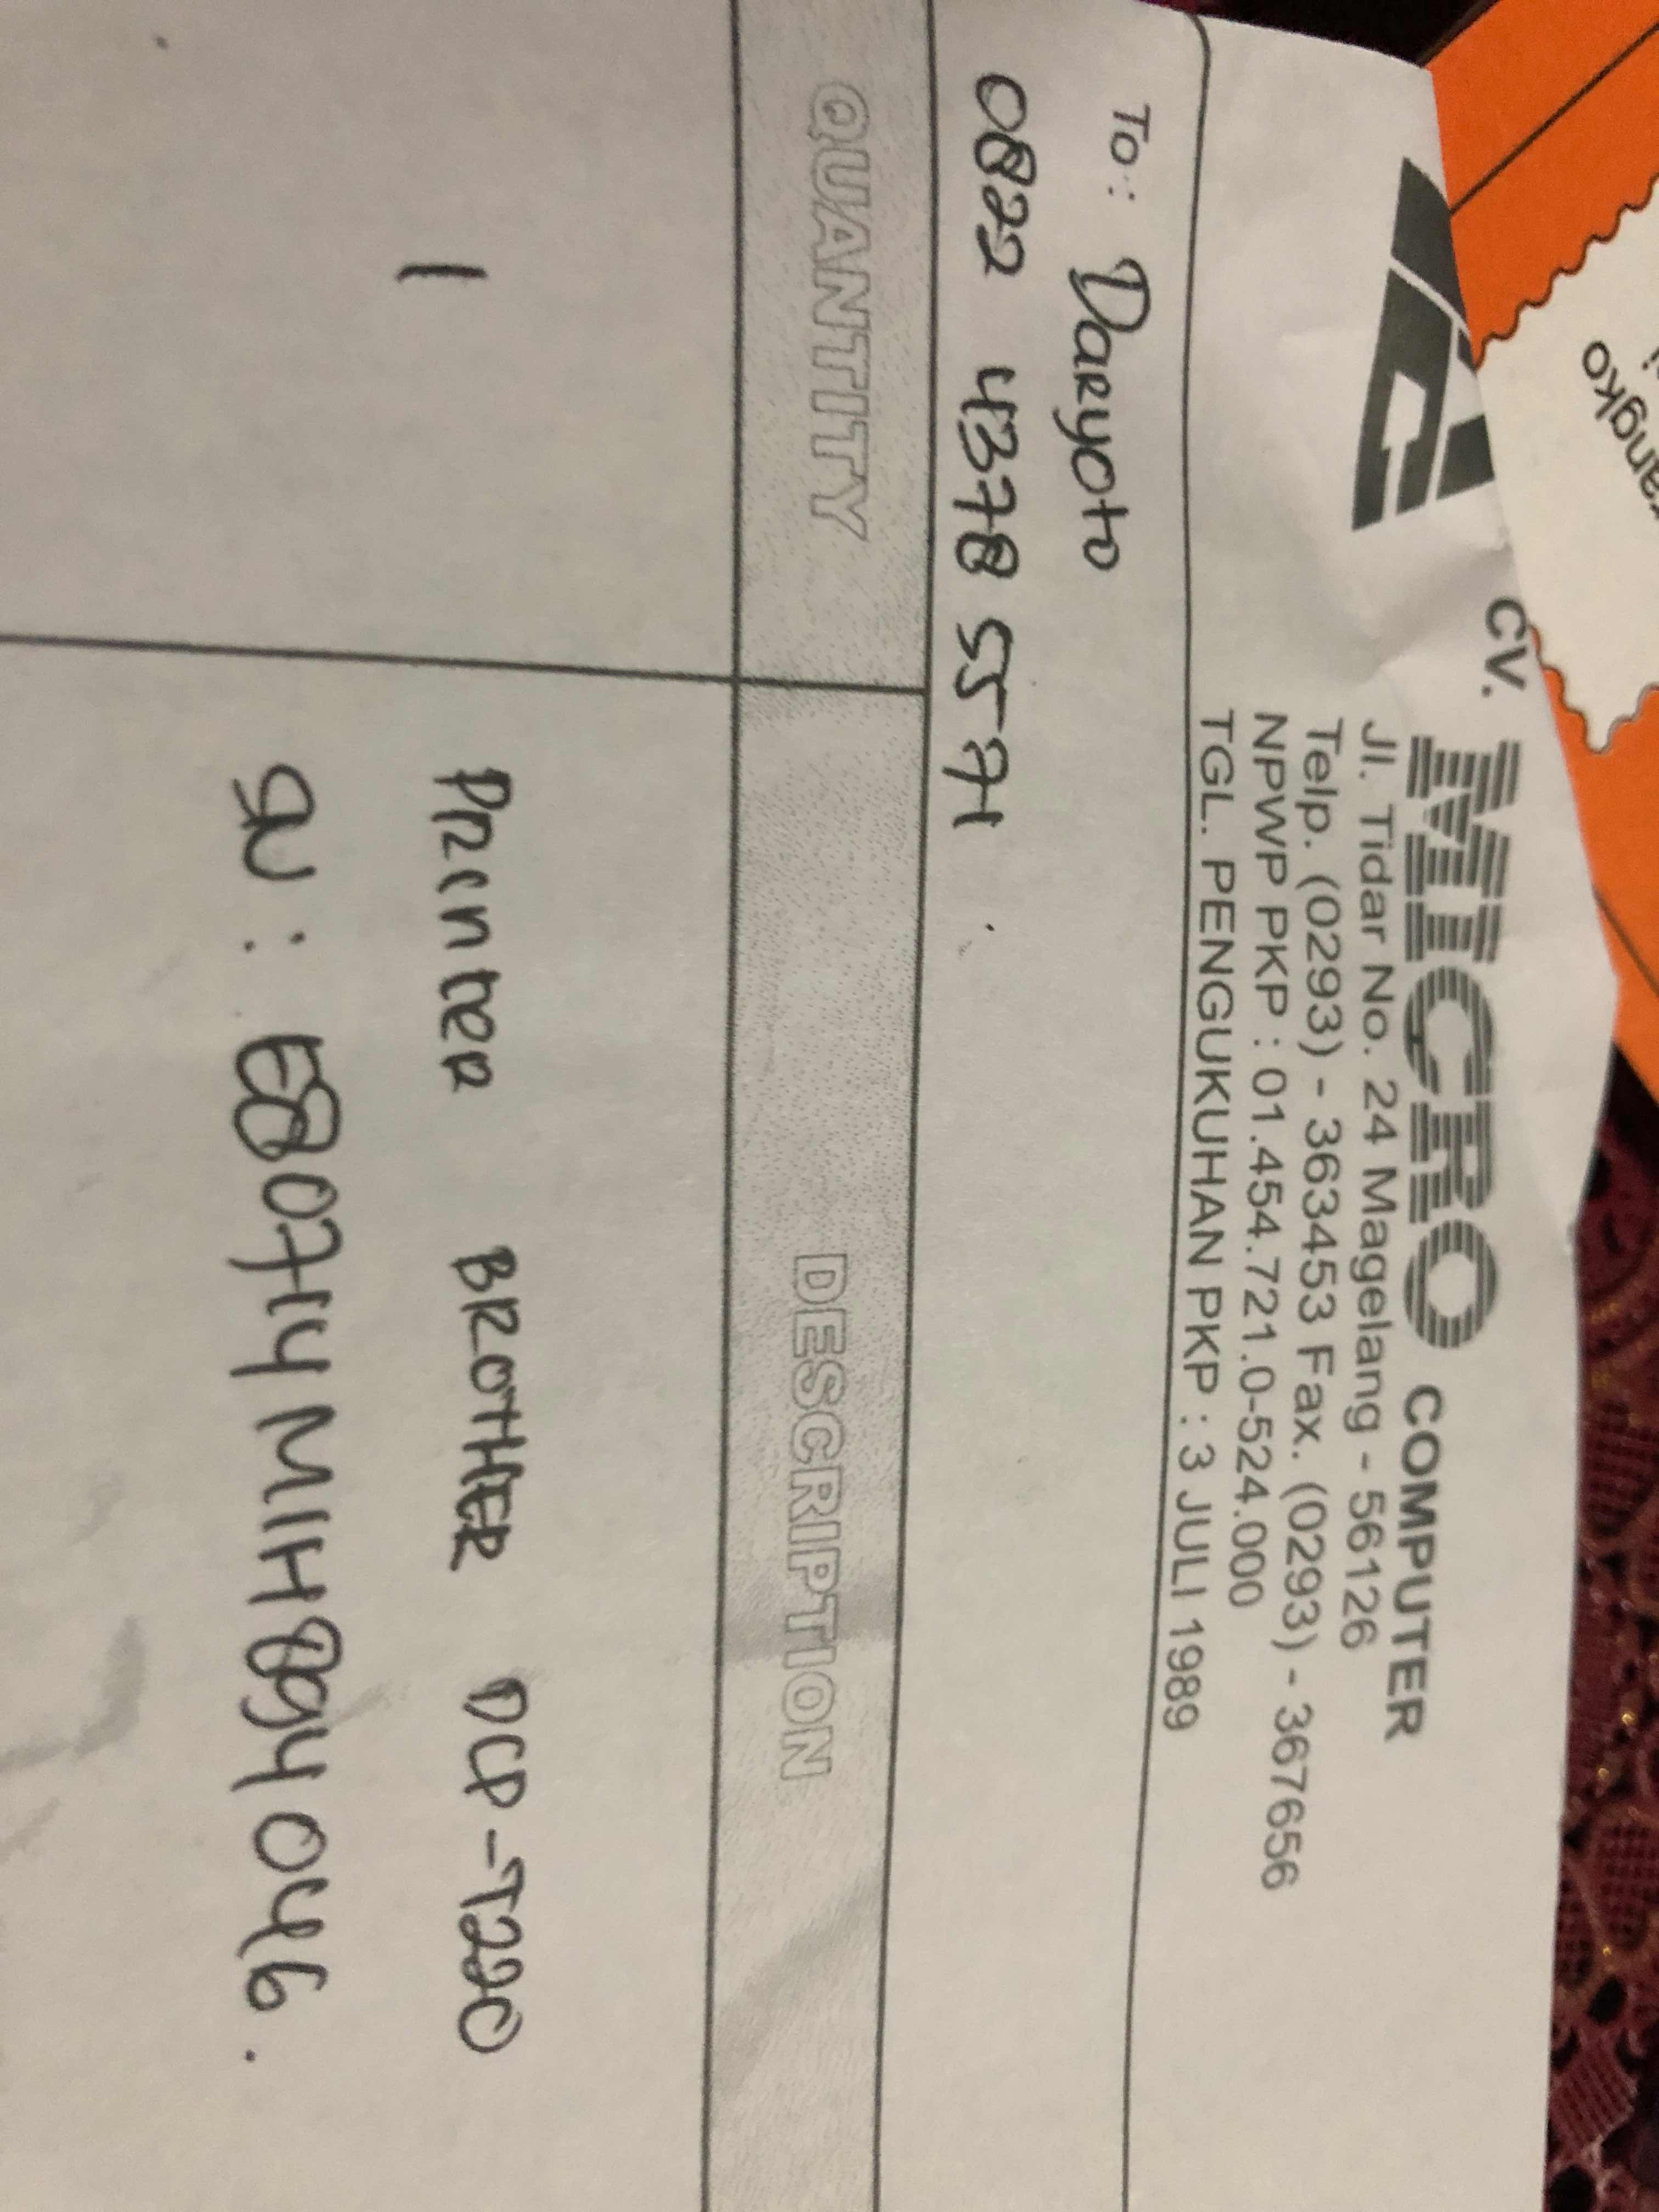 CV. MICRO COMPUTER
Jl. Tidar No. 24 Magelang - 56126
Telp. (0293) - 363453 Fax. (0293) - 367656
NPWP PKP : 01.454.721.0-524.000
TGL. PENGUKUHAN PKP : 3 JULI 1989
To : Daryoto
0822 4378 5571
QUANTITY DESCRIPTION
1 PRINTER BROTHER DCP-T220
SN :
angko